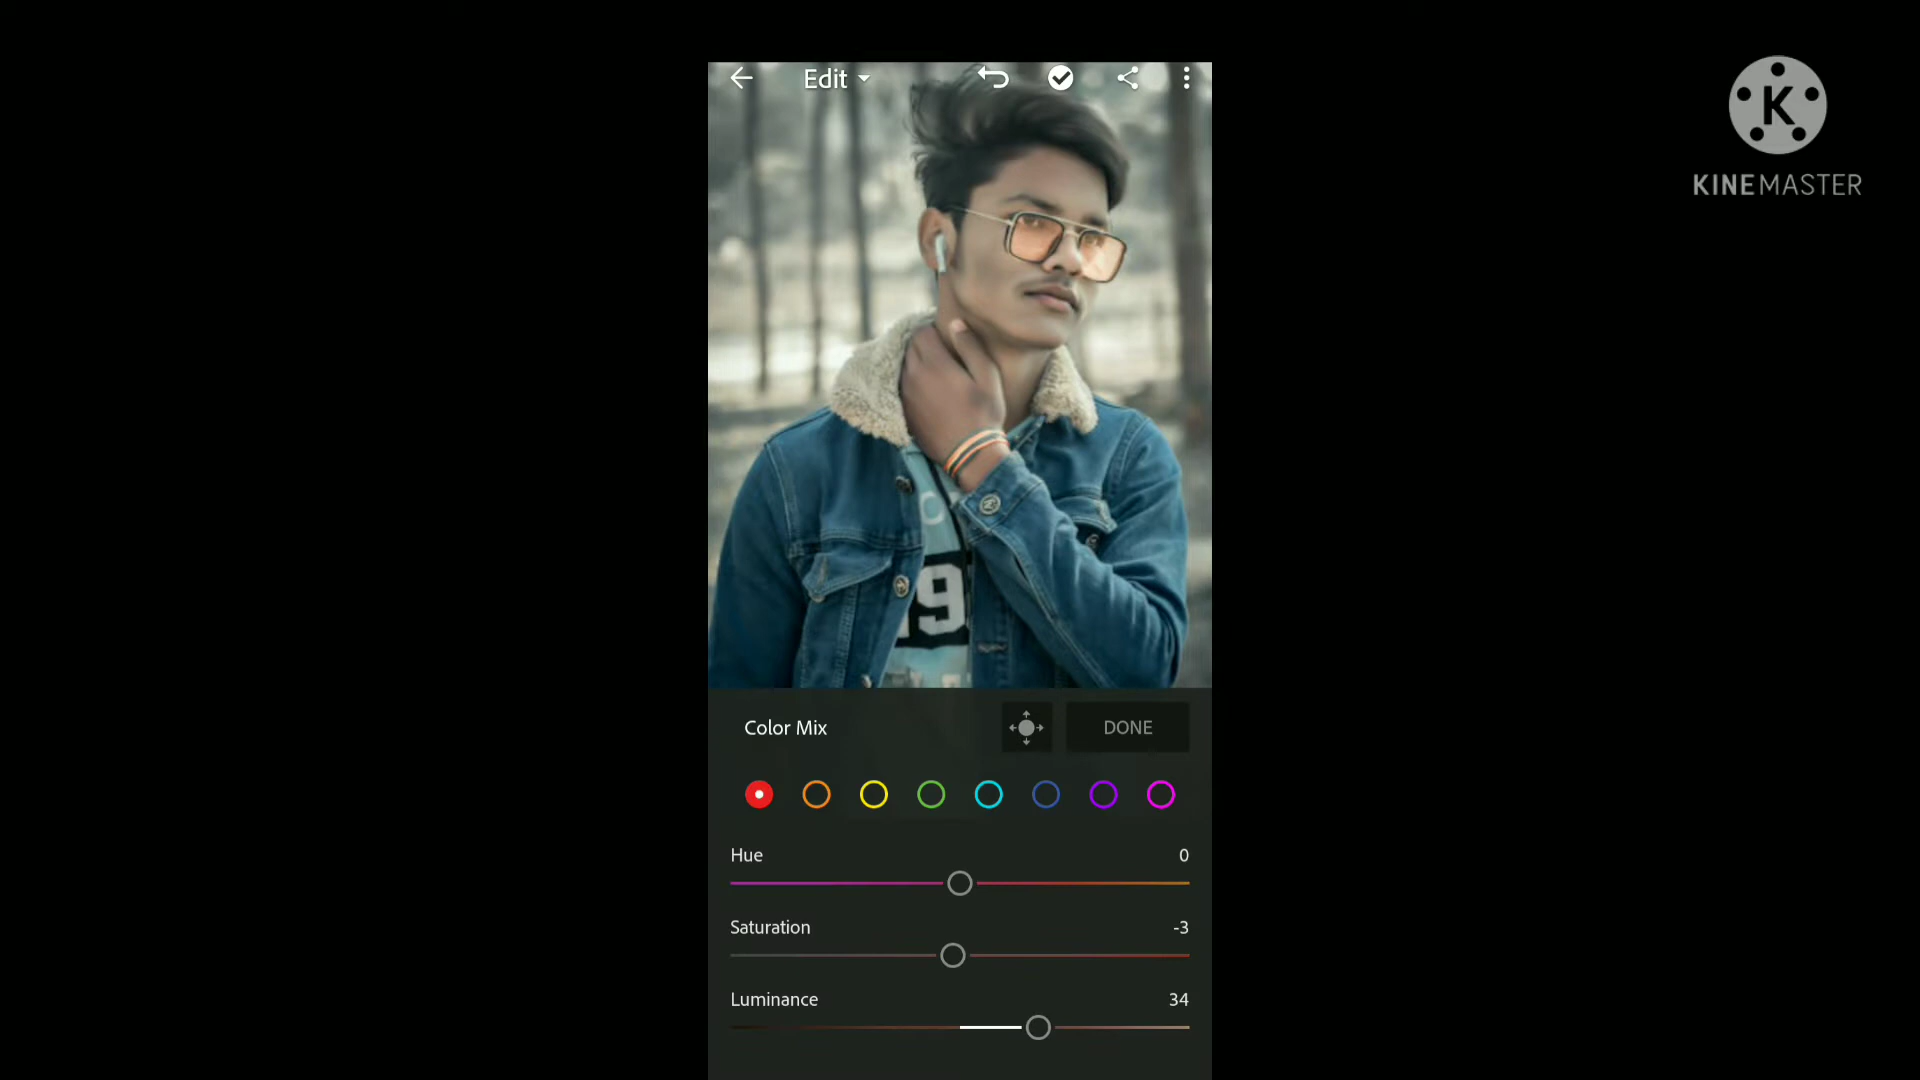 Edit
K
KINEMASTER
C
19
Color Mix
DONE
Hue
0
Saturation
-3
Luminance
34